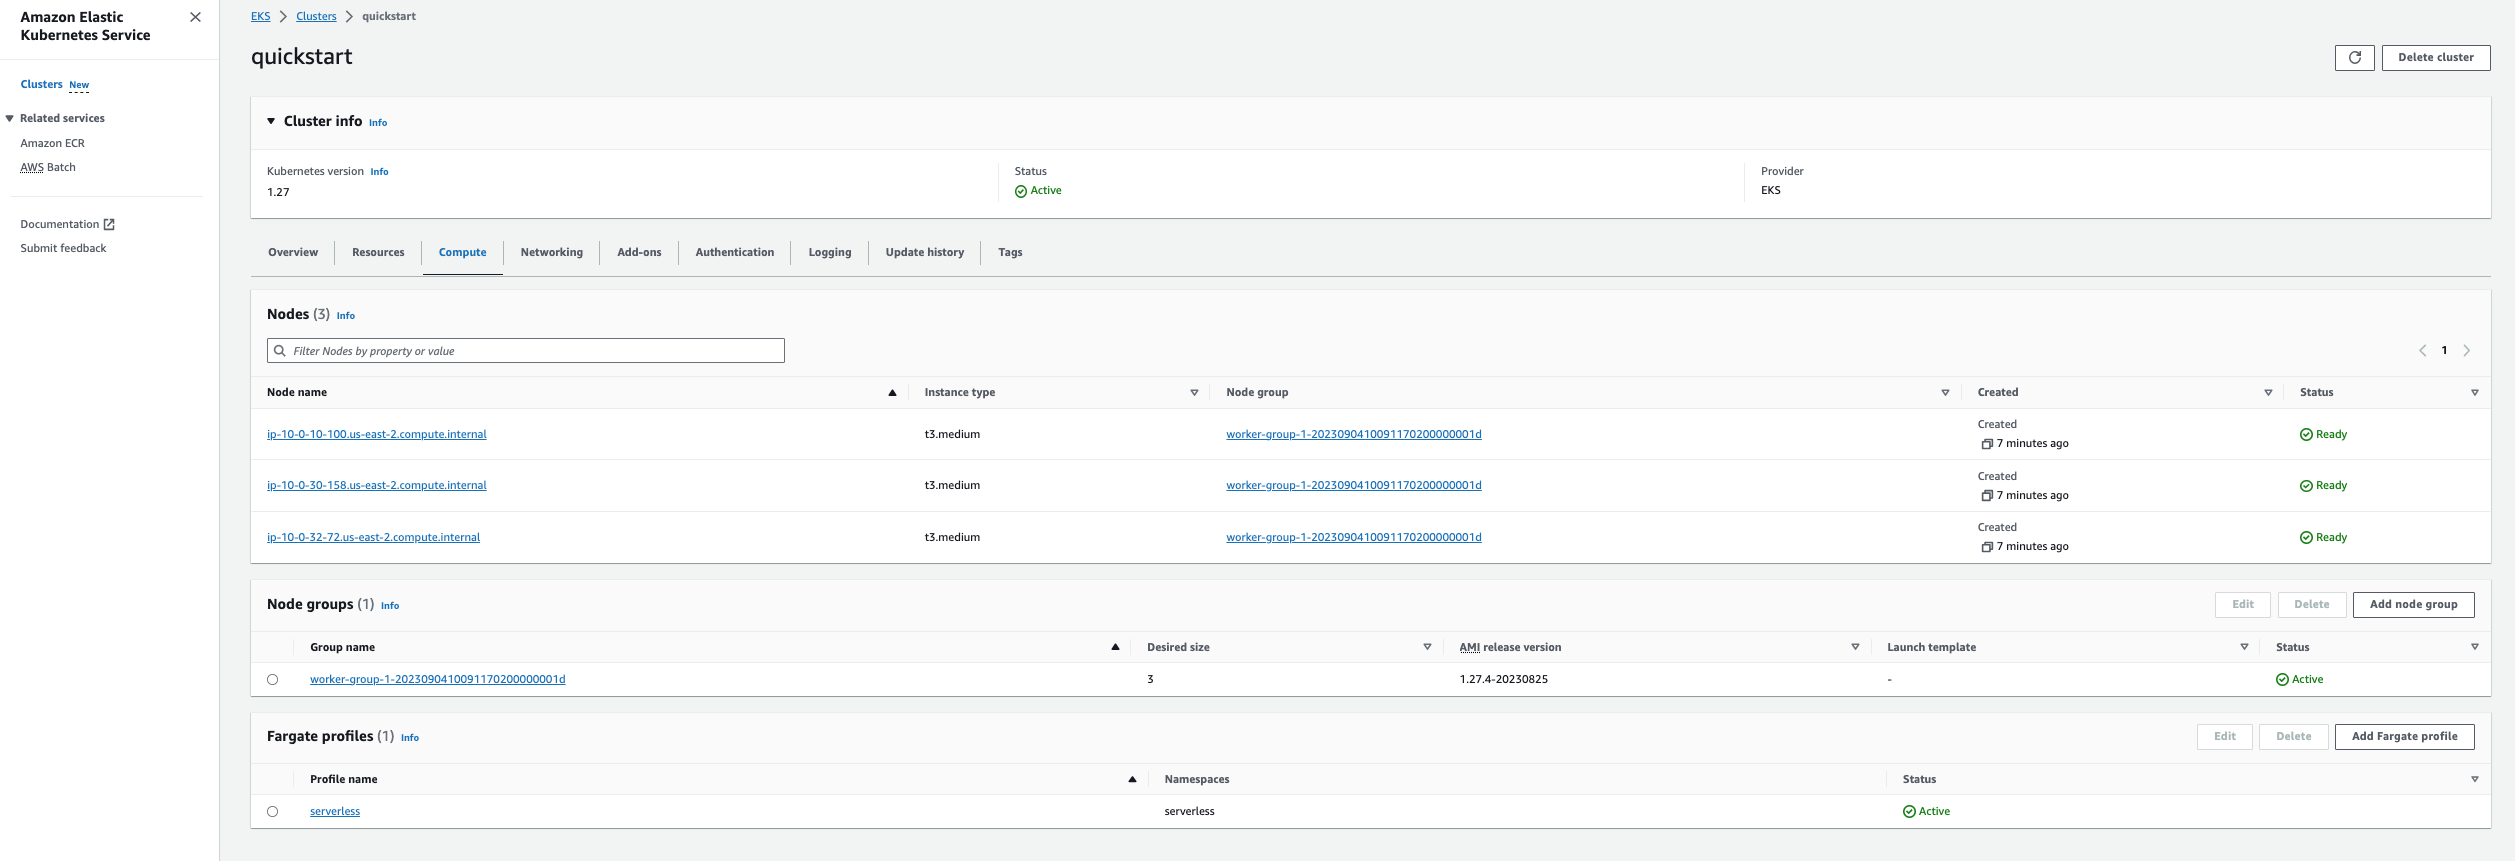 Amazon Elastic
Kubernetes Service
Clusters New
Related services
Amazon ECR
AWS Batch
Documentation
Submit feedback
EKS Clusters quickstart
quickstart
Delete cluster
Cluster info Info
Kubernetes version Info
1.27
Status
Active
Provider
EKS
Overview Resources Compute Networking Add-ons Authentication Logging Update history Tags
Nodes (3) Info
Filter Nodes by property or value
1
Node name Instance type Node group Created Status
ip-10-0-10-100.us-east-2.compute.internal t3.medium worker-group-1-20230904100911702000000001d Created 7 minutes ago Ready
ip-10-0-30-158.us-east-2.compute.internal t3.medium worker-group-1-20230904100911702000000001d Created 7 minutes ago Ready
ip-10-0-32-72.us-east-2.compute.internal t3.medium worker-group-1-20230904100911702000000001d Created 7 minutes ago Ready
Node groups (1) Info
Edit Delete Add node group
Group name Desired size AMI release version Launch template Status
worker-group-1-20230904100911702000000001d 3 1.27.4-20230825 - Active
Fargate profiles (1) Info
Edit Delete Add Fargate profile
Profile name Namespaces Status
serverless serverless Active